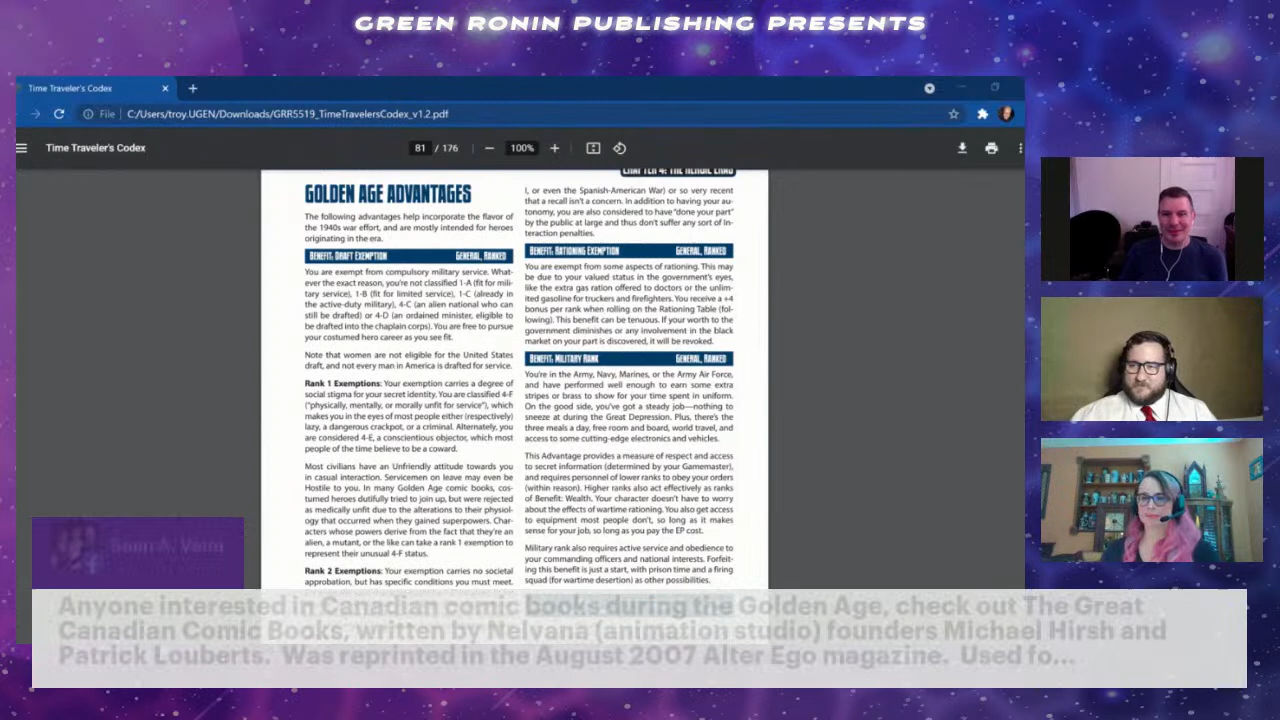 GREEN RONIN PUBLISHING PRESENTS
Time Traveler's Codex
File
C:/Users/troy.UGEN/Downloads/GRR5519_TimeTravelersCodex_v1.2.pdf
Time Traveler's Codex
81 / 176
100%
CHAPTER 4: THE HEROIC ERAS
GOLDEN AGE ADVANTAGES
The following advantages help incorporate the flavor of
the 1940s war effort, and are mostly intended for heroes
originating in the era.
BENEFIT: DRAFT EXEMPTION GENERAL, RANKED
You are exempt from compulsory military service. What-
ever the exact reason, you're not classified 1-A (fit for mili-
tary service), 1-B (fit for limited service), 1-C (already in
the active-duty military), 4-C (an alien national who can
still be drafted) or 4-D (an ordained minister, eligible to
be drafted into the chaplain corps). You are free to pursue
your costumed hero career as you see fit.
Note that women are not eligible for the United States
draft, and not every man in America is drafted for service.
Rank 1 Exemptions: Your exemption carries a degree of
social stigma for your secret identity. You are classified 4-F
("physically, mentally, or morally unfit for service"), which
makes you in the eyes of most people either (respectively)
lazy, a dangerous crackpot, or a criminal. Alternately, you
are considered 4-E, a conscientious objector, which most
people of the time believe to be a coward.
Most civilians have an Unfriendly attitude towards you
in casual interaction. Servicemen on leave may even be
Hostile to you. In many Golden Age comic books, cos-
tumed heroes dutifully tried to join up, but were rejected
as medically unfit due to the alterations to their physiol-
ogy that occurred when they gained superpowers. Char-
acters whose powers derive from the fact that they're an
alien, a mutant, or the like can take a rank 1 exemption to
represent their unusual 4-F status.
Rank 2 Exemptions: Your exemption carries no societal
approbation, but has specific conditions you must meet.
I, or even the Spanish-American War) or so very recent
that a recall isn't a concern. In addition to having your au-
tonomy, you are also considered to have "done your part"
by the public at large and thus don't suffer any sort of in-
teraction penalties.
BENEFIT: RATIONING EXEMPTION GENERAL, RANKED
You are exempt from some aspects of rationing. This may
be due to your valued status in the government's eyes,
like the extra gas ration offered to doctors or the unlim-
ited gasoline for truckers and firefighters. You receive a +4
bonus per rank when rolling on the Rationing Table (fol-
lowing). This benefit can be tenuous. If your worth to the
government diminishes or any involvement in the black
market on your part is discovered, it will be revoked.
BENEFIT: MILITARY RANK GENERAL, RANKED
You're in the Army, Navy, Marines, or the Army Air Force,
and have performed well enough to earn some extra
stripes or brass to show for your time spent in uniform.
On the good side, you've got a steady job—nothing to
sneeze at during the Great Depression. Plus, there's the
three meals a day, free room and board, world travel, and
access to some cutting-edge electronics and vehicles.
This Advantage provides a measure of respect and access
to secret information (determined by your Gamemaster),
and requires personnel of lower ranks to obey your orders
(within reason). Higher ranks also act effectively as ranks
of Benefit: Wealth. Your character doesn't have to worry
about the effects of wartime rationing. You also get access
to equipment most people don't, so long as it makes
sense for your job, so long as you pay the EP cost.
Military rank also requires active service and obedience to
your commanding officers and national interests. Forfeit-
ing this benefit is just a start, with prison time and a firing
squad (for wartime desertion) as other possibilities.
Anyone interested in Canadian comic books during the Golden Age, check out The Great
Canadian Comic Books, written by Nelvana (animation studio) founders Michael Hirsh and
Patrick Louberts. Was reprinted in the August 2007 Alter Ego magazine. Used fo...